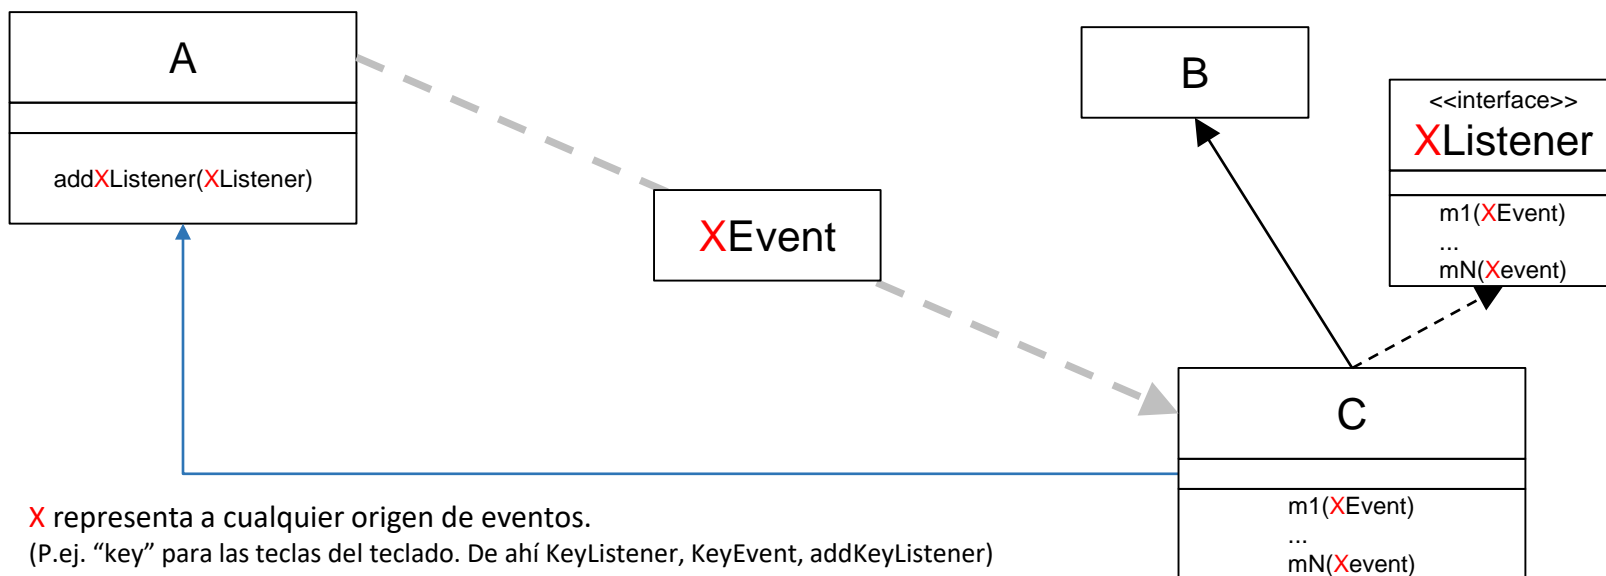 A
addXListener(XListener)
XEvent
B
<<interface>>
XListener
m1(XEvent)
...
mN(Xevent)
C
m1(XEvent)
...
mN(Xevent)
X representa a cualquier origen de eventos.
(P.ej. “key” para las teclas del teclado. De ahí KeyListener, KeyEvent, addKeyListener)